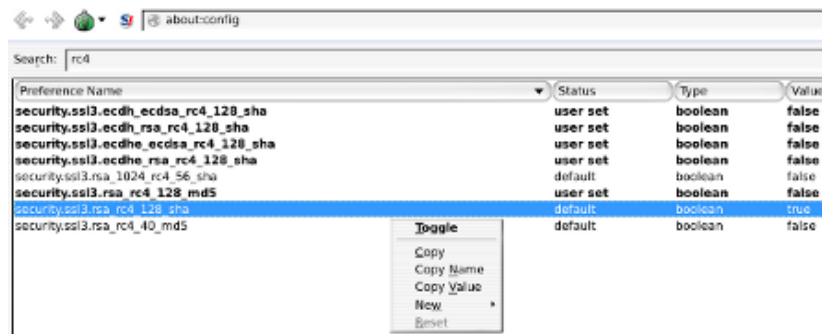 about:config
Search: rc4
Preference Name Status Type Value
security.ssl3.ecdh_ecdsa_rc4_128_sha user set boolean false
security.ssl3.ecdh_rsa_rc4_128_sha user set boolean false
security.ssl3.ecdhe_ecdsa_rc4_128_sha user set boolean false
security.ssl3.ecdhe_rsa_rc4_128_sha user set boolean false
security.ssl3.rsa_1024_rc4_56_sha default boolean false
security.ssl3.rsa_rc4_128_md5 user set boolean false
security.ssl3.rsa_rc4_128_sha default boolean true
security.ssl3.rsa_rc4_40_md5 default boolean false
Toggle
Copy
Copy Name
Copy Value
New
Reset